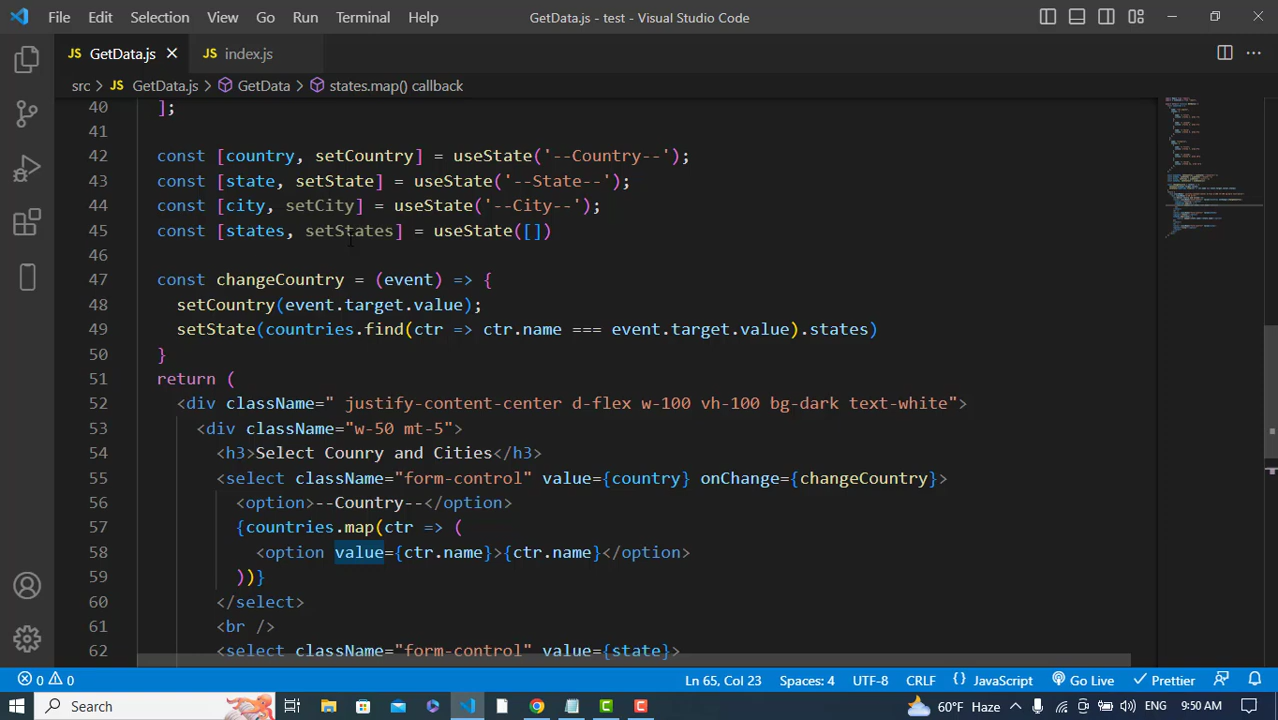 File Edit Selection View Go Run Terminal Help GetData.js - test - Visual Studio Code
JS GetData.js JS index.js
src > JS GetData.js > GetData > states.map() callback
40 ];
41
42 const [country, setCountry] = useState('--Country--');
43 const [state, setState] = useState('--State--');
44 const [city, setCity] = useState('--City--');
45 const [states, setStates] = useState([])
46
47 const changeCountry = (event) => {
48 setCountry(event.target.value);
49 setState(countries.find(ctr => ctr.name === event.target.value).states)
50 }
51 return (
52 <div className=" justify-content-center d-flex w-100 vh-100 bg-dark text-white">
53 <div className="w-50 mt-5">
54 <h3>Select Counry and Cities</h3>
55 <select className="form-control" value={country} onChange={changeCountry}>
56 <option>--Country--</option>
57 {countries.map(ctr => (
58 <option value={ctr.name}>{ctr.name}</option>
59 ))}
60 </select>
61 <br />
62 <select className="form-control" value={state}>
0 0 Ln 65, Col 23 Spaces: 4 UTF-8 CRLF {} JavaScript Go Live Prettier
Search 60°F Haze 9:50 AM